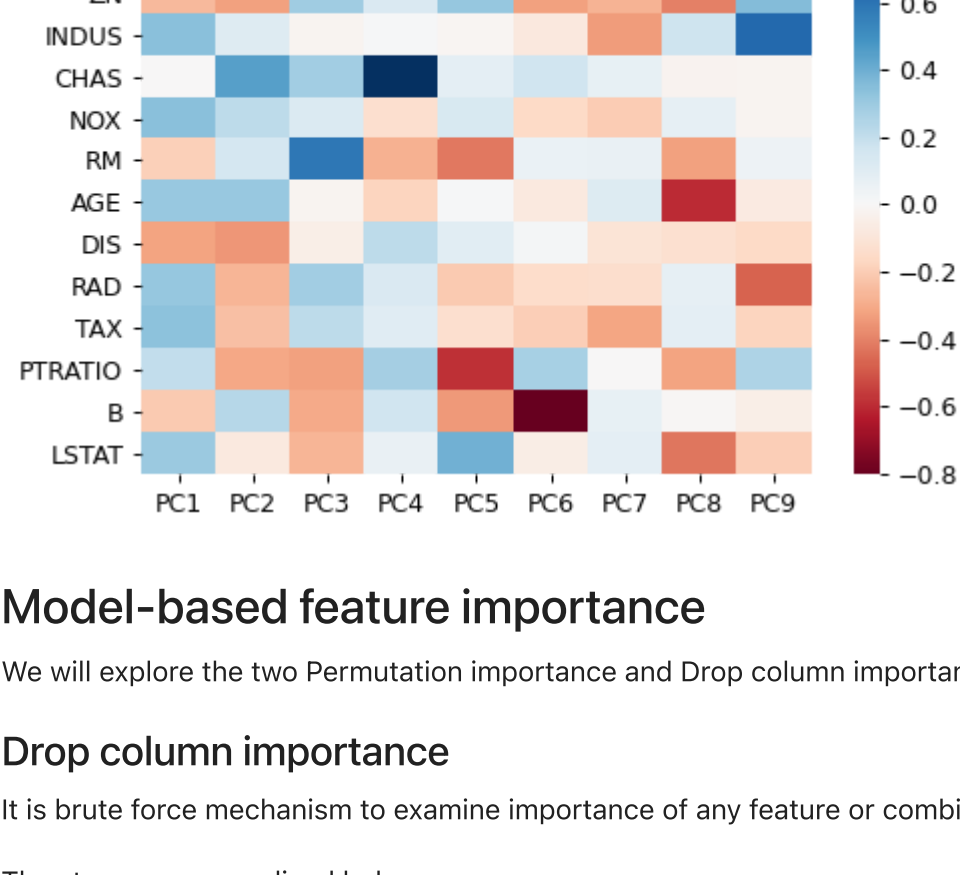 ZN
0.6
INDUS
0.4
CHAS
NOX
0.2
RM
AGE
0.0
DIS
RAD
−0.2
TAX
PTRATIO
−0.4
B
−0.6
LSTAT
−0.8
PC1 PC2 PC3 PC4 PC5 PC6 PC7 PC8 PC9
Model-based feature importance
We will explore the two Permutation importance and Drop column importan
Drop column importance
It is brute force mechanism to examine importance of any feature or combi